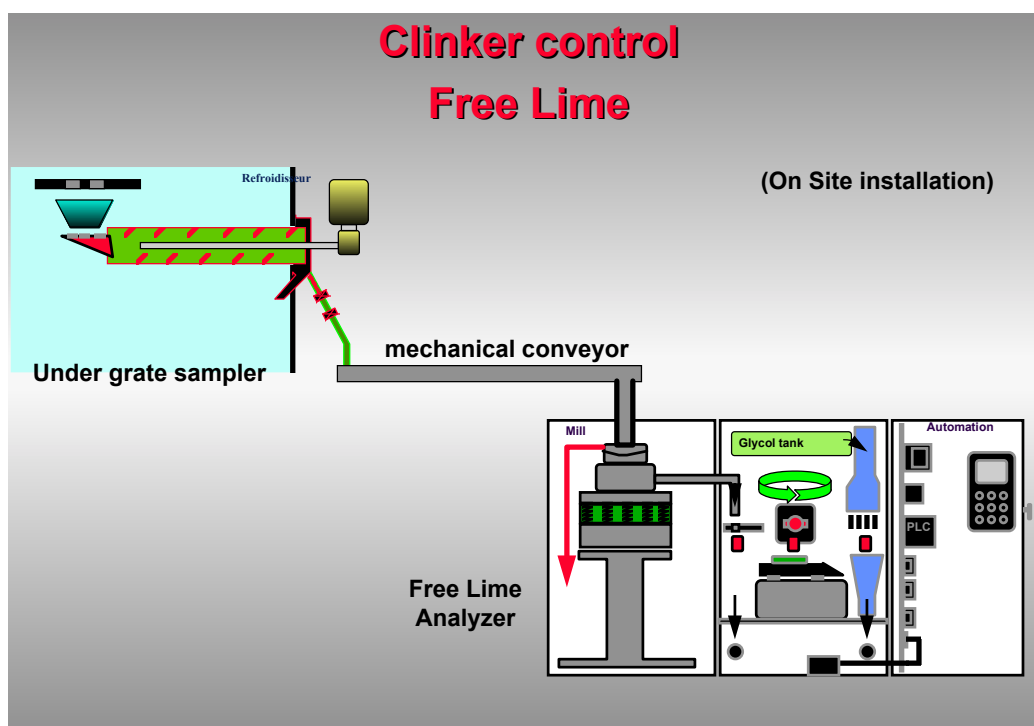 Clinker control
Free Lime
Refroidisseur
(On Site installation)
mechanical conveyor
Under grate sampler
Mill
Glycol tank
Automation
PLC
Free Lime
Analyzer